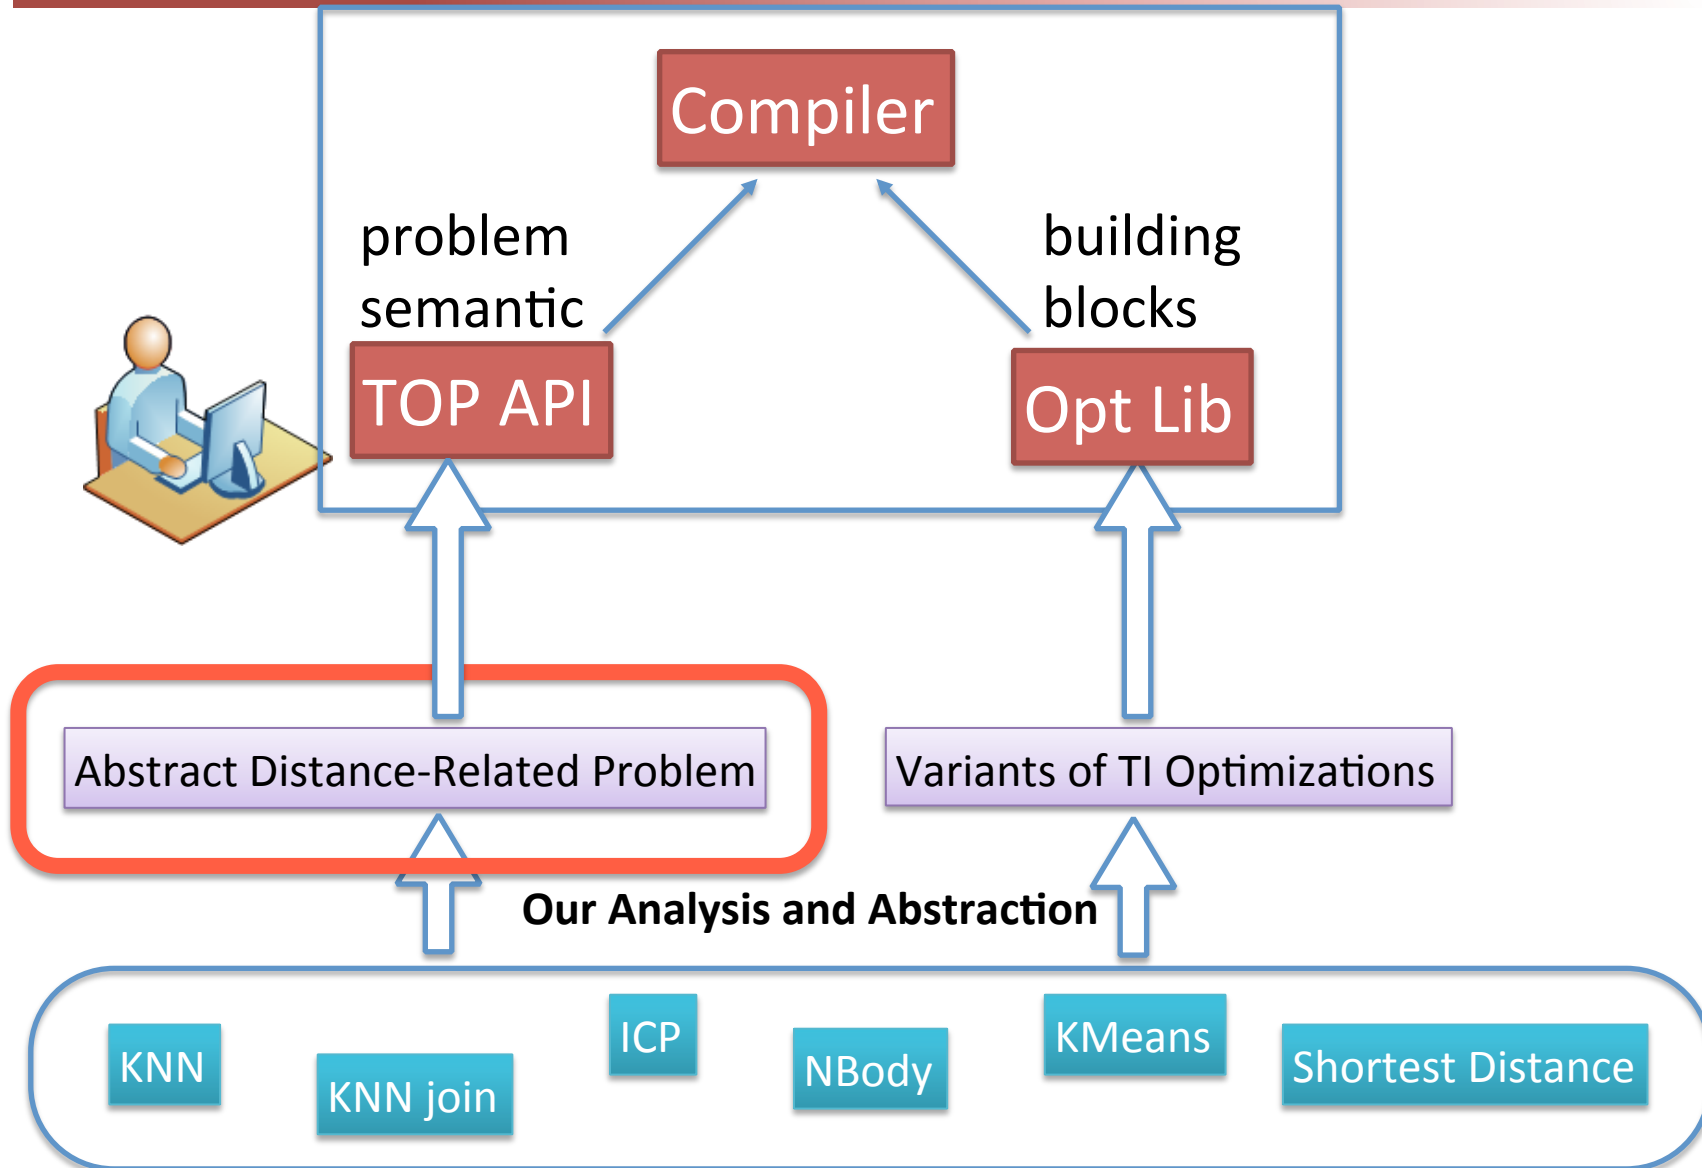 Compiler
problem
semantic
building
blocks
TOP API
Opt Lib
Abstract Distance-Related Problem
Variants of TI Optimizations
Our Analysis and Abstraction
KNN
KNN join
ICP
NBody
KMeans
Shortest Distance